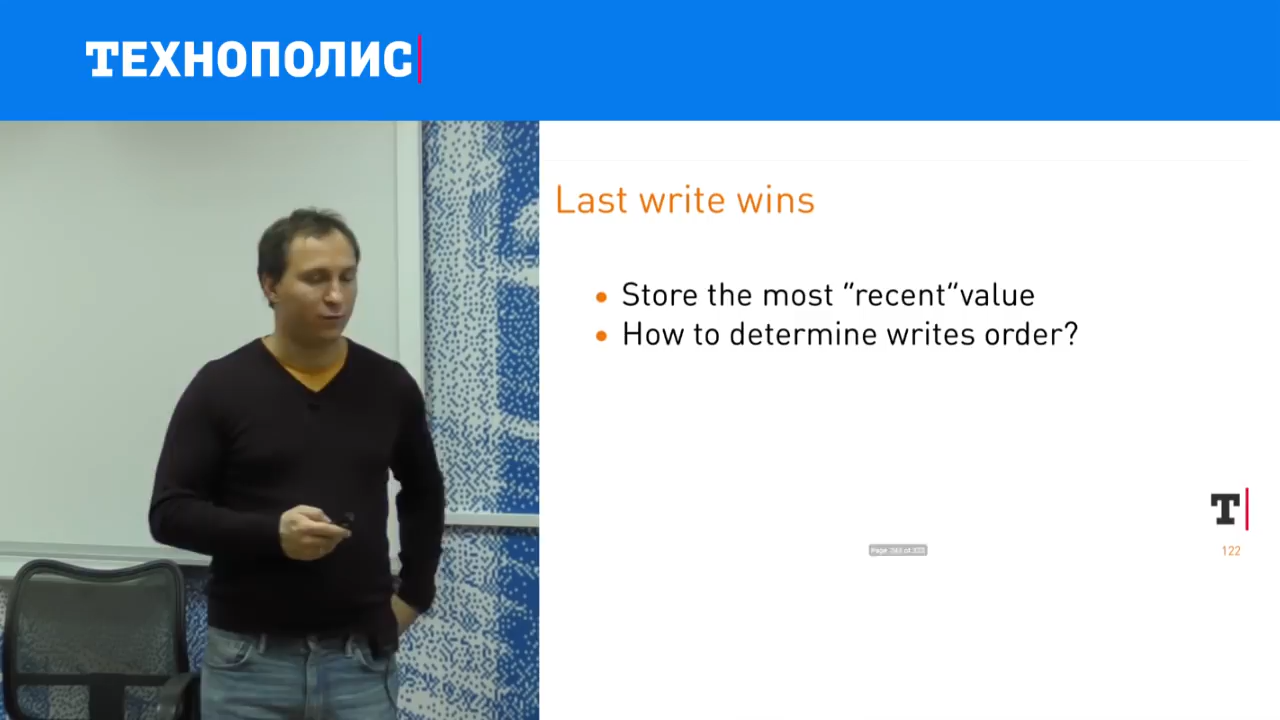 ТЕХНОПОЛИС
Last write wins
• Store the most ”recent“value
• How to determine writes order?
T
122